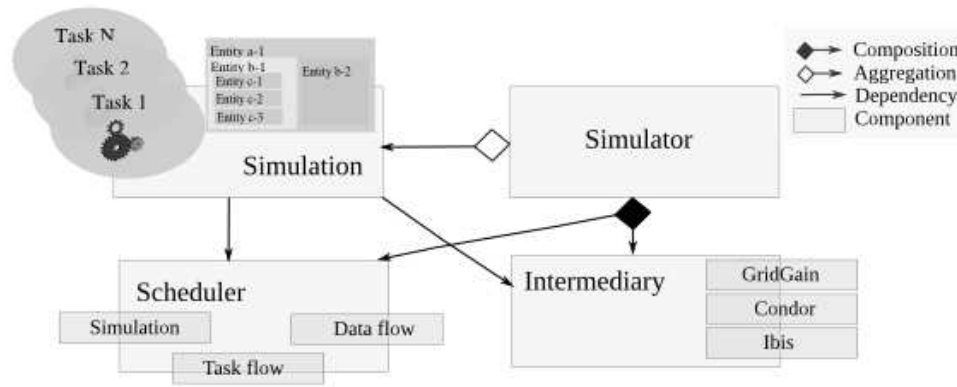 Task N
Task 2
Task 1
Entity a-1
Entity b-1
Entity b-2
Entity c-1
Entity c-2
Entity c-3
Simulation
Simulator
Composition
Aggregation
Dependency
Component
Scheduler
Simulation
Data flow
Task flow
Intermediary
GridGain
Condor
Ibis